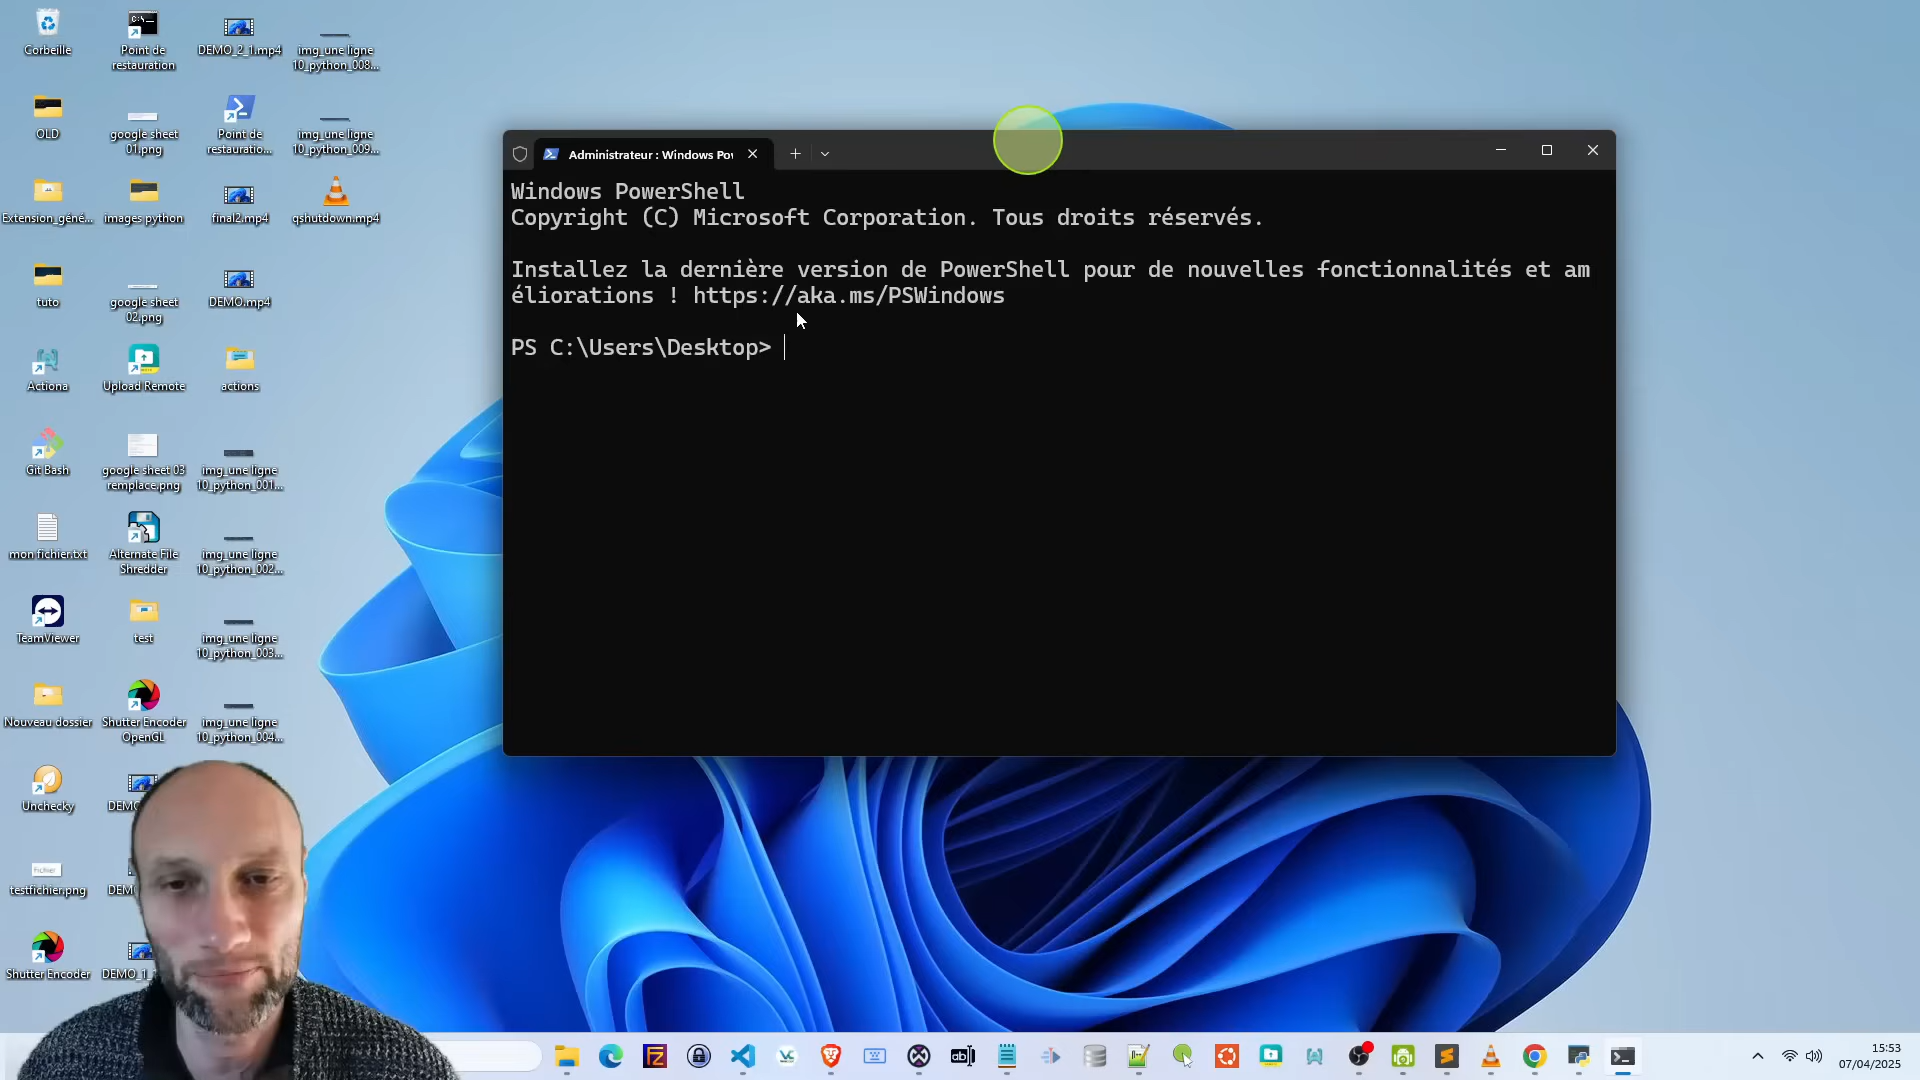 Corbeille
Point de
restauration
DEMO_2_1.mp4
img_une ligne
10_python_008...
OLD
google sheet
01.png
Point de
restauratio...
img_une ligne
10_python_009...
Extension_géné...
images python
final2.mp4
qshutdown.mp4
tuto
google sheet
02.png
DEMO.mp4
Actiona
Upload Remote
actions
Git Bash
google sheet 03
remplace.png
img_une ligne
10_python_001...
mon fichier.txt
Alternate File
Shredder
img_une ligne
10_python_002...
TeamViewer
test
img_une ligne
10_python_003...
Nouveau dossier
Shutter Encoder
OpenGL
img_une ligne
10_python_004...
Unchecky
testfichier.png
Shutter Encoder
Administrateur : Windows Pov
Windows PowerShell
Copyright (C) Microsoft Corporation. Tous droits réservés.
Installez la dernière version de PowerShell pour de nouvelles fonctionnalités et am
éliorations ! https://aka.ms/PSWindows
PS C:\Users\Desktop>
15:53
07/04/2025